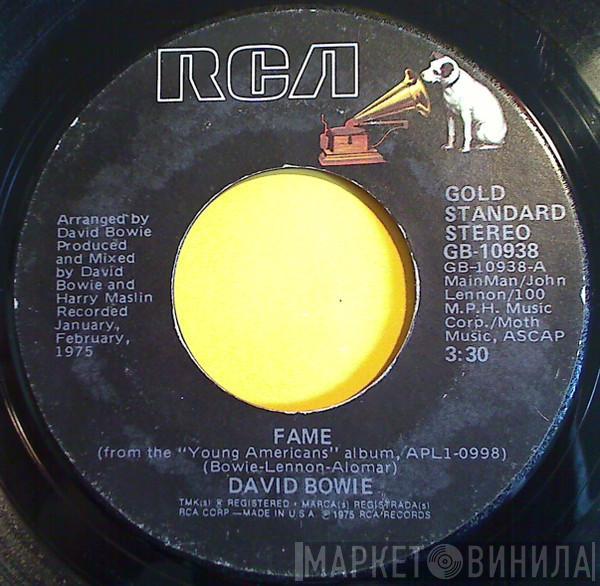 RCA
Arranged by
David Bowie
Produced
and Mixed
by David
Bowie and
Harry Maslin
Recorded
January,
February,
1975
GOLD
STANDARD
STEREO
GB-10938
GB-10938-A
MainMan/John
Lennon/100
M.P.H. Music
Corp./Moth
Music, ASCAP
3:30
FAME
(from the "Young Americans" album, APL1-0998)
(Bowie-Lennon-Alomar)
DAVID BOWIE
TMK(s) ® REGISTERED • MARCA(s) REGISTRADA(s)
RCA CORP—MADE IN U.S.A. ℗ 1975 RCA RECORDS
МАРКЕТ ВИНИЛА